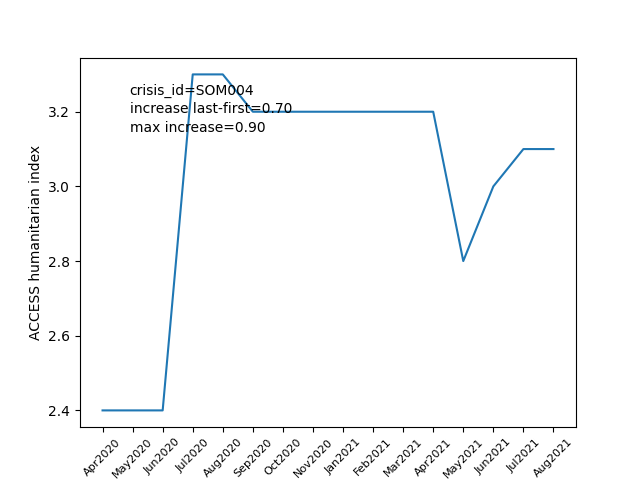 crisis_id=SOM004
increase last-first=0.70
max increase=0.90
ACCESS humanitarian index
3.2
3.0
2.8
2.6
2.4
Apr2020
May2020
Jun2020
Jul2020
Aug2020
Sep2020
Oct2020
Nov2020
Jan2021
Feb2021
Mar2021
Apr2021
May2021
Jun2021
Jul2021
Aug2021